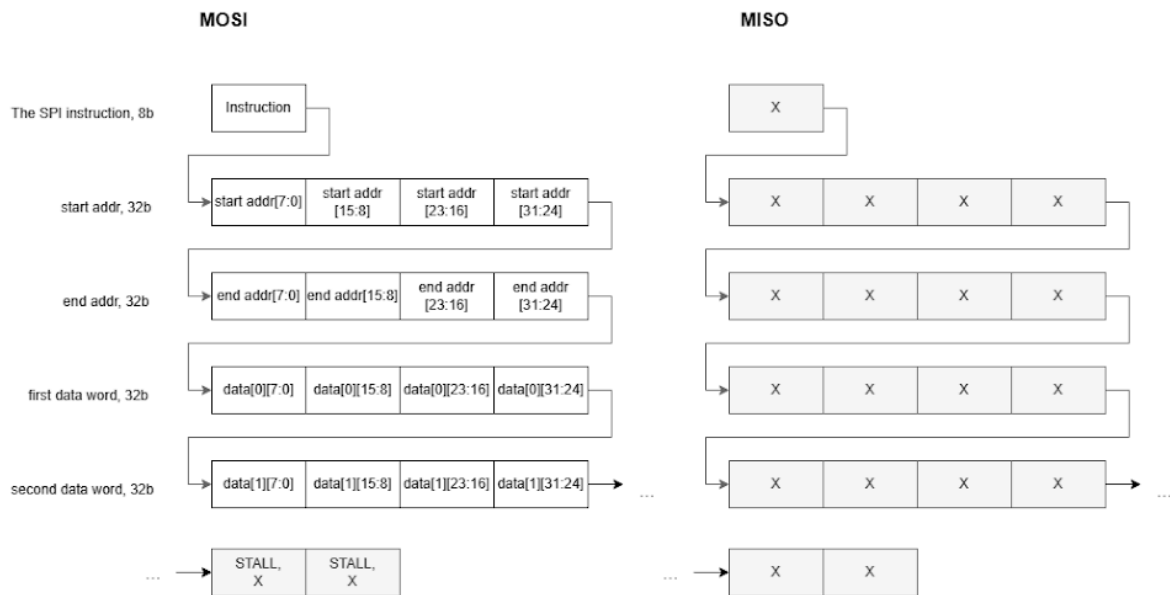 MOSI
MISO
The SPI instruction, 8b
Instruction
X
start addr, 32b
start addr[7:0]
start addr
[15:8]
start addr
[23:16]
start addr
[31:24]
X
X
X
X
end addr, 32b
end addr[7:0]
end addr[15:8]
end addr
[23:16]
end addr
[31:24]
X
X
X
X
first data word, 32b
data[0][7:0]
data[0][15:8]
data[0][23:16]
data[0][31:24]
X
X
X
X
second data word, 32b
data[1][7:0]
data[1][15:8]
data[1][23:16]
data[1][31:24]
...
X
X
X
X
...
...
STALL,
X
STALL,
X
...
X
X